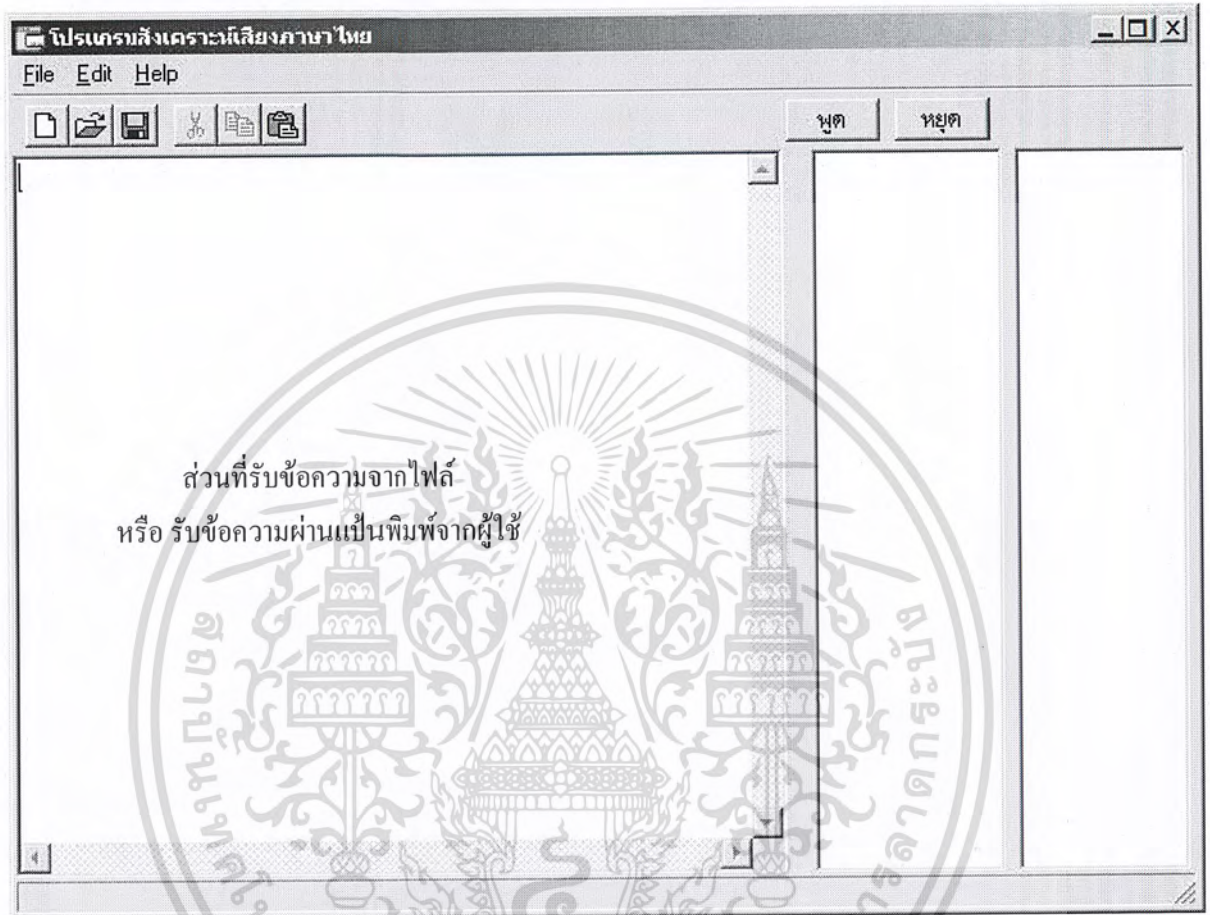 โปรแกรมสังเคราะห์เสียงภาษาไทย
File Edit Help
พูด หยุด
ส่วนที่รับข้อความจากไฟล์
หรือ รับข้อความผ่านแป้นพิมพ์จากผู้ใช้